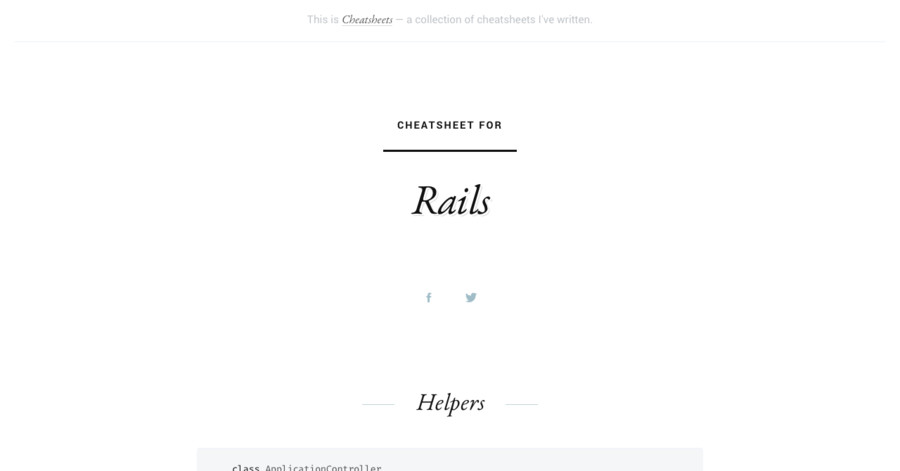 This is Cheatsheets — a collection of cheatsheets I've written.
CHEATSHEET FOR
Rails
Helpers
class ApplicationController